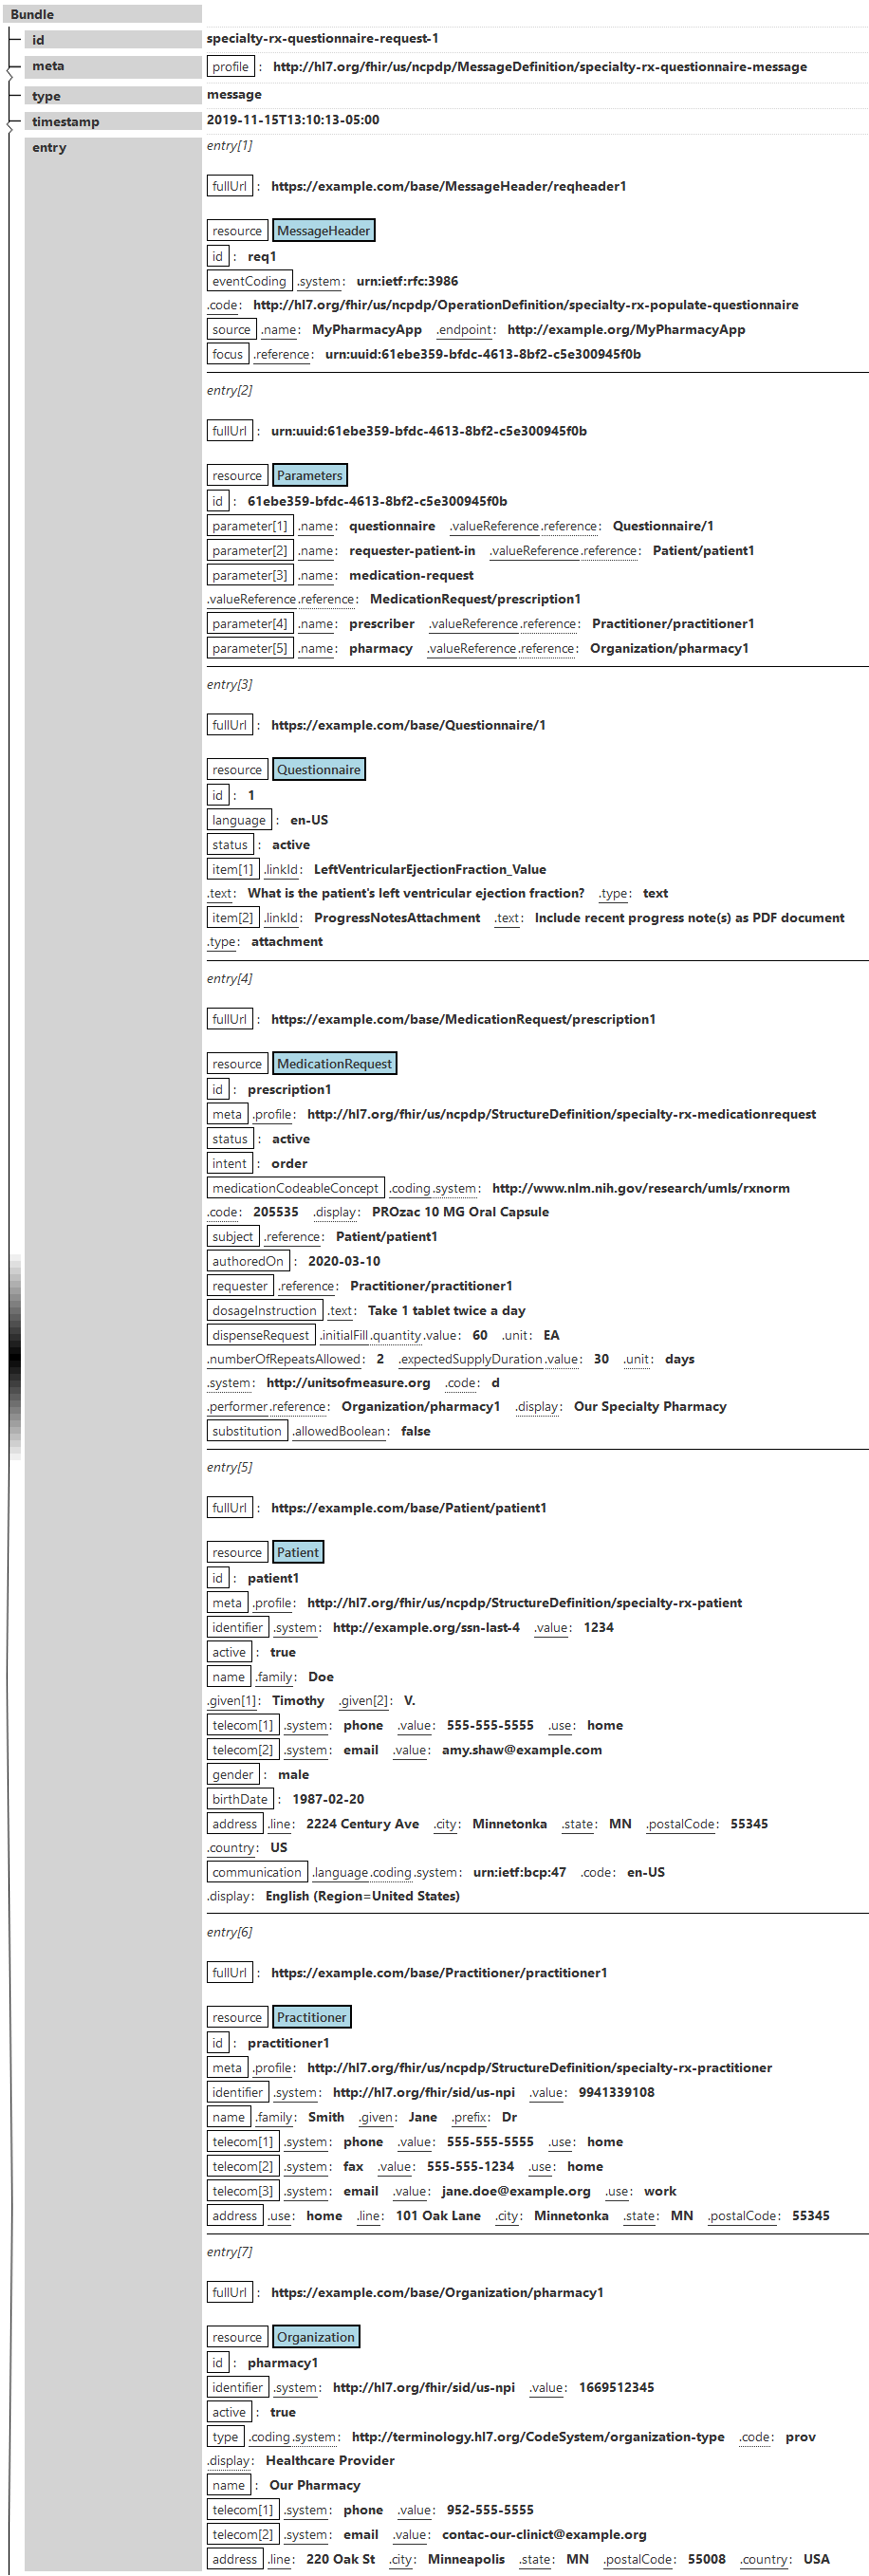 Bundle
id specialty-rx-questionnaire-request-1
meta profile : http://hl7.org/fhir/us/ncpdp/MessageDefinition/specialty-rx-questionnaire-message
type message
timestamp 2019-11-15T13:10:13-05:00
entry entry[1]
fullUrl : https://example.com/base/MessageHeader/reqheader1
resource MessageHeader
id : req1
eventCoding .system: urn:ietf:rfc:3986
.code: http://hl7.org/fhir/us/ncpdp/OperationDefinition/specialty-rx-populate-questionnaire
source .name: MyPharmacyApp .endpoint: http://example.org/MyPharmacyApp
focus .reference: urn:uuid:61ebe359-bfdc-4613-8bf2-c5e300945f0b
entry[2]
fullUrl : urn:uuid:61ebe359-bfdc-4613-8bf2-c5e300945f0b
resource Parameters
id : 61ebe359-bfdc-4613-8bf2-c5e300945f0b
parameter[1] .name: questionnaire .valueReference.reference: Questionnaire/1
parameter[2] .name: requester-patient-in .valueReference.reference: Patient/patient1
parameter[3] .name: medication-request
.valueReference.reference: MedicationRequest/prescription1
parameter[4] .name: prescriber .valueReference.reference: Practitioner/practitioner1
parameter[5] .name: pharmacy .valueReference.reference: Organization/pharmacy1
entry[3]
fullUrl : https://example.com/base/Questionnaire/1
resource Questionnaire
id : 1
language : en-US
status : active
item[1] .linkId: LeftVentricularEjectionFraction_Value
.text: What is the patient's left ventricular ejection fraction? .type: text
item[2] .linkId: ProgressNotesAttachment .text: Include recent progress note(s) as PDF document
.type: attachment
entry[4]
fullUrl : https://example.com/base/MedicationRequest/prescription1
resource MedicationRequest
id : prescription1
meta .profile: http://hl7.org/fhir/us/ncpdp/StructureDefinition/specialty-rx-medicationrequest
status : active
intent : order
medicationCodeableConcept .coding.system: http://www.nlm.nih.gov/research/umls/rxnorm
.code: 205535 .display: PROzac 10 MG Oral Capsule
subject .reference: Patient/patient1
authoredOn : 2020-03-10
requester .reference: Practitioner/practitioner1
dosageInstruction .text: Take 1 tablet twice a day
dispenseRequest .initialFill.quantity.value: 60 .unit: EA
.numberOfRepeatsAllowed: 2 .expectedSupplyDuration.value: 30 .unit: days
.system: http://unitsofmeasure.org .code: d
.performer.reference: Organization/pharmacy1 .display: Our Specialty Pharmacy
substitution .allowedBoolean: false
entry[5]
fullUrl : https://example.com/base/Patient/patient1
resource Patient
id : patient1
meta .profile: http://hl7.org/fhir/us/ncpdp/StructureDefinition/specialty-rx-patient
identifier .system: http://example.org/ssn-last-4 .value: 1234
active : true
name .family: Doe
.given[1]: Timothy .given[2]: V.
telecom[1] .system: phone .value: 555-555-5555 .use: home
telecom[2] .system: email .value: amy.shaw@example.com
gender : male
birthDate : 1987-02-20
address .line: 2224 Century Ave .city: Minnetonka .state: MN .postalCode: 55345
.country: US
communication .language.coding.system: urn:ietf:bcp:47 .code: en-US
.display: English (Region=United States)
entry[6]
fullUrl : https://example.com/base/Practitioner/practitioner1
resource Practitioner
id : practitioner1
meta .profile: http://hl7.org/fhir/us/ncpdp/StructureDefinition/specialty-rx-practitioner
identifier .system: http://hl7.org/fhir/sid/us-npi .value: 9941339108
name .family: Smith .given: Jane .prefix: Dr
telecom[1] .system: phone .value: 555-555-5555 .use: home
telecom[2] .system: fax .value: 555-555-1234 .use: home
telecom[3] .system: email .value: jane.doe@example.org .use: work
address .use: home .line: 101 Oak Lane .city: Minnetonka .state: MN .postalCode: 55345
entry[7]
fullUrl : https://example.com/base/Organization/pharmacy1
resource Organization
id : pharmacy1
identifier .system: http://hl7.org/fhir/sid/us-npi .value: 1669512345
active : true
type .coding.system: http://terminology.hl7.org/CodeSystem/organization-type .code: prov
.display: Healthcare Provider
name : Our Pharmacy
telecom[1] .system: phone .value: 952-555-5555
telecom[2] .system: email .value: contac-our-clinict@example.org
address .line: 220 Oak St .city: Minneapolis .state: MN .postalCode: 55008 .country: USA